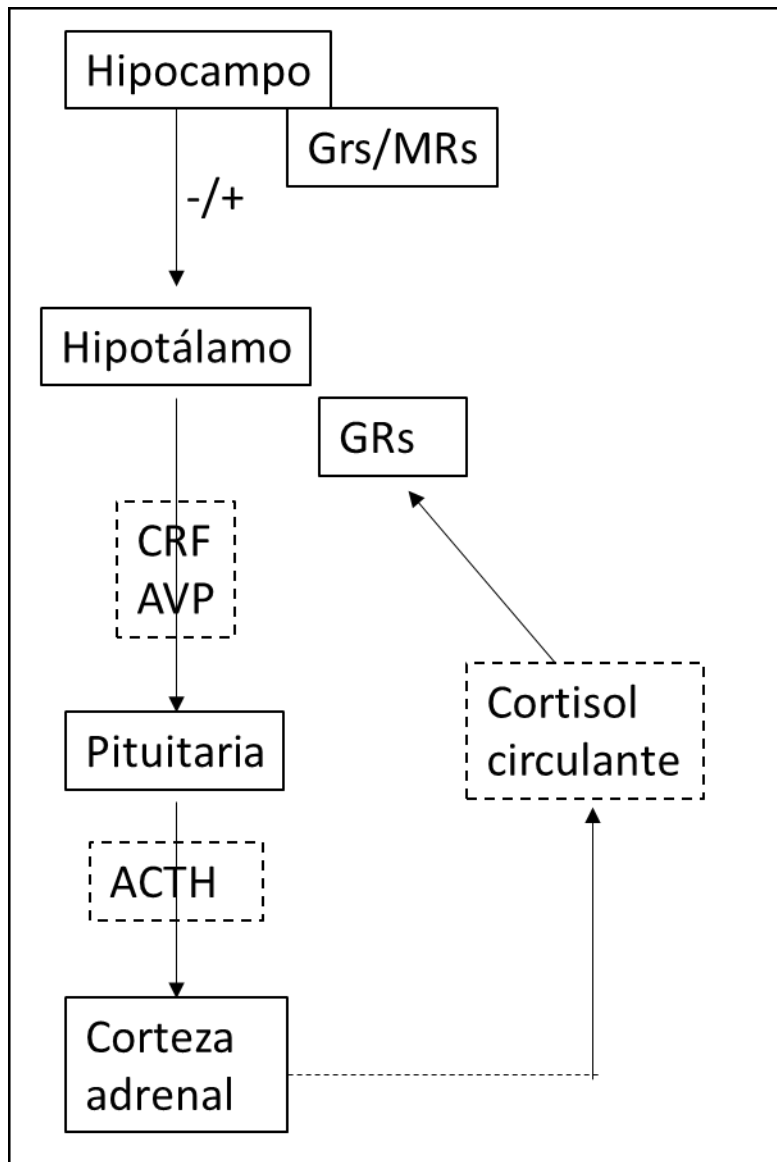 Hipocampo
Grs/MRs
-/+
Hipotálamo
GRs
CRF
AVP
Cortisol
circulante
Pituitaria
ACTH
Corteza
adrenal